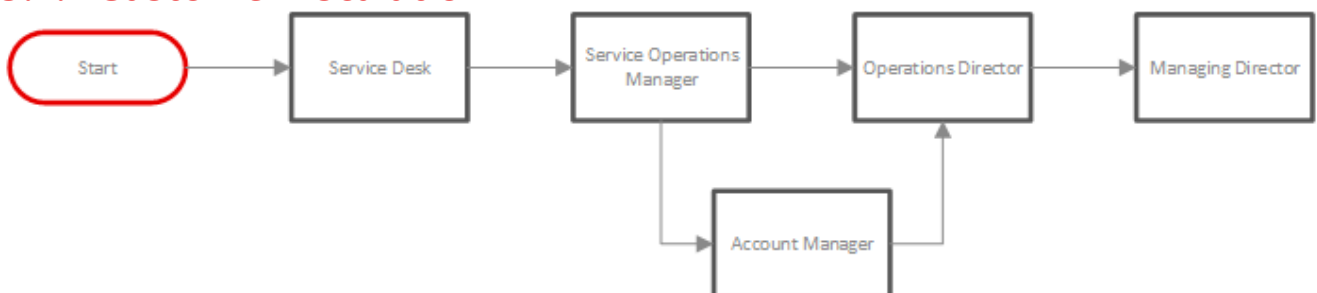 Start
Service Desk
Service Operations
Manager
Operations Director
Managing Director
Account Manager